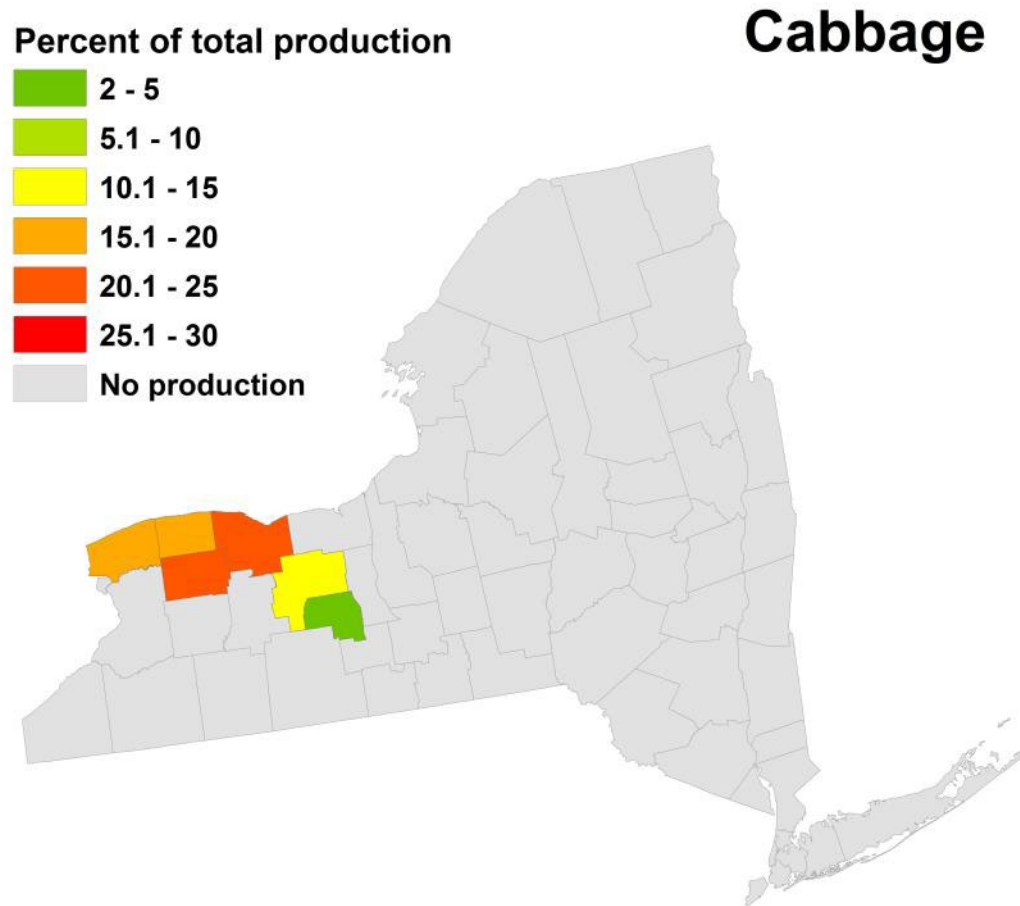 Cabbage
Percent of total production
2 - 5
5.1 - 10
10.1 - 15
15.1 - 20
20.1 - 25
25.1 - 30
No production